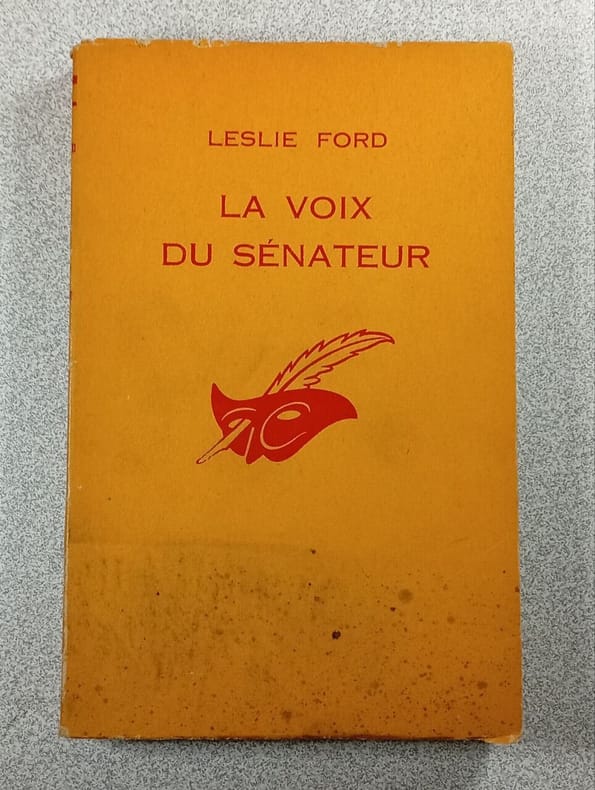 LESLIE FORD
LA VOIX
DU SÉNATEUR